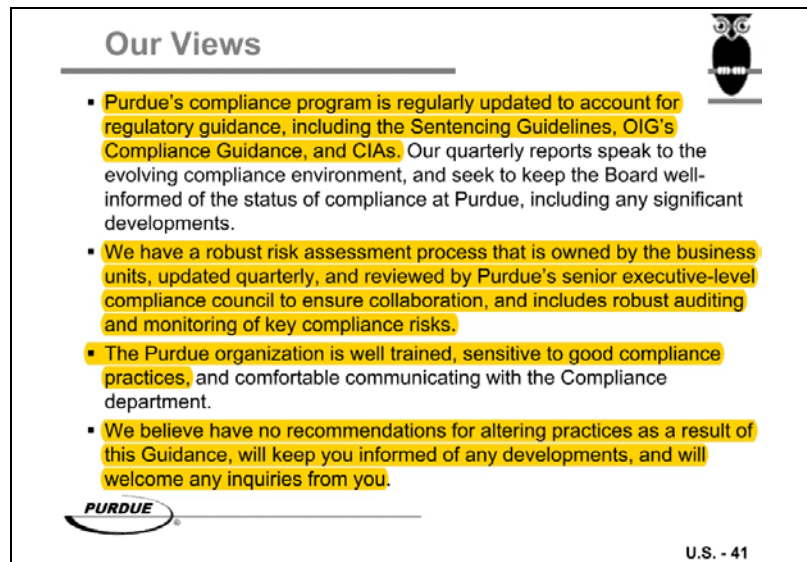 Our Views
▪ Purdue's compliance program is regularly updated to account for
regulatory guidance, including the Sentencing Guidelines, OIG's
Compliance Guidance, and CIAs. Our quarterly reports speak to the
evolving compliance environment, and seek to keep the Board well-
informed of the status of compliance at Purdue, including any significant
developments.
▪ We have a robust risk assessment process that is owned by the business
units, updated quarterly, and reviewed by Purdue's senior executive-level
compliance council to ensure collaboration, and includes robust auditing
and monitoring of key compliance risks.
▪ The Purdue organization is well trained, sensitive to good compliance
practices, and comfortable communicating with the Compliance
department.
▪ We believe have no recommendations for altering practices as a result of
this Guidance, will keep you informed of any developments, and will
welcome any inquiries from you.
PURDUE
®
U.S. - 41